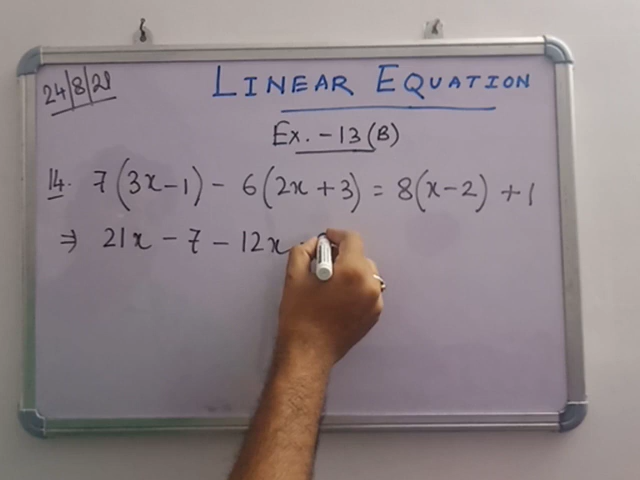 24/8/21
LINEAR EQUATION
Ex. - 13(B)
14. 7(3x-1) - 6(2x+3) = 8(x-2) + 1
⇒ 21x - 7 - 12x